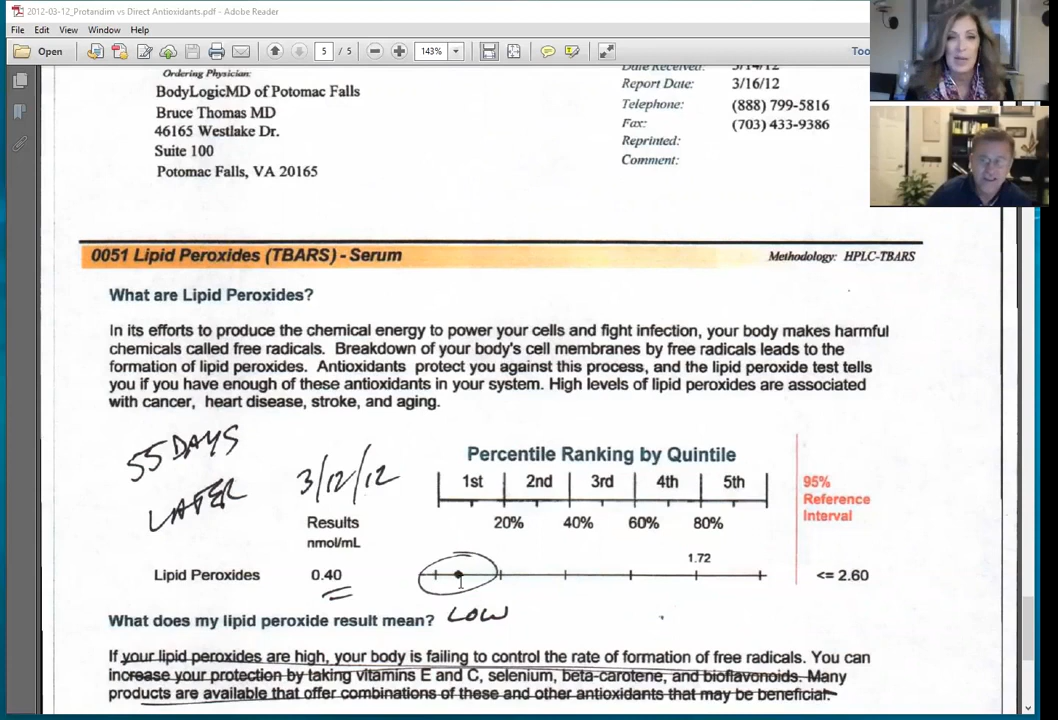 2012-03-12_Protandim vs Direct Antioxidants.pdf - Adobe Reader
File Edit View Window Help
Open 5 / 5 143% Too
Ordering Physician:
BodyLogicMD of Potomac Falls
Bruce Thomas MD
46165 Westlake Dr.
Suite 100
Potomac Falls, VA 20165
Date Received: 3/14/12
Report Date: 3/16/12
Telephone: (888) 799-5816
Fax: (703) 433-9386
Reprinted:
Comment:
0051 Lipid Peroxides (TBARS) - Serum Methodology: HPLC-TBARS
What are Lipid Peroxides?
In its efforts to produce the chemical energy to power your cells and fight infection, your body makes harmful
chemicals called free radicals. Breakdown of your body's cell membranes by free radicals leads to the
formation of lipid peroxides. Antioxidants protect you against this process, and the lipid peroxide test tells
you if you have enough of these antioxidants in your system. High levels of lipid peroxides are associated
with cancer, heart disease, stroke, and aging.
55 DAYS
LATER
3/12/12
Results
nmol/mL
Percentile Ranking by Quintile
1st 2nd 3rd 4th 5th
20% 40% 60% 80%
95%
Reference
Interval
1.72
Lipid Peroxides 0.40 <= 2.60
What does my lipid peroxide result mean? LOW
If your lipid peroxides are high, your body is failing to control the rate of formation of free radicals. You can
increase your protection by taking vitamins E and C, selenium, beta-carotene, and bioflavonoids. Many
products are available that offer combinations of these and other antioxidants that may be beneficial.